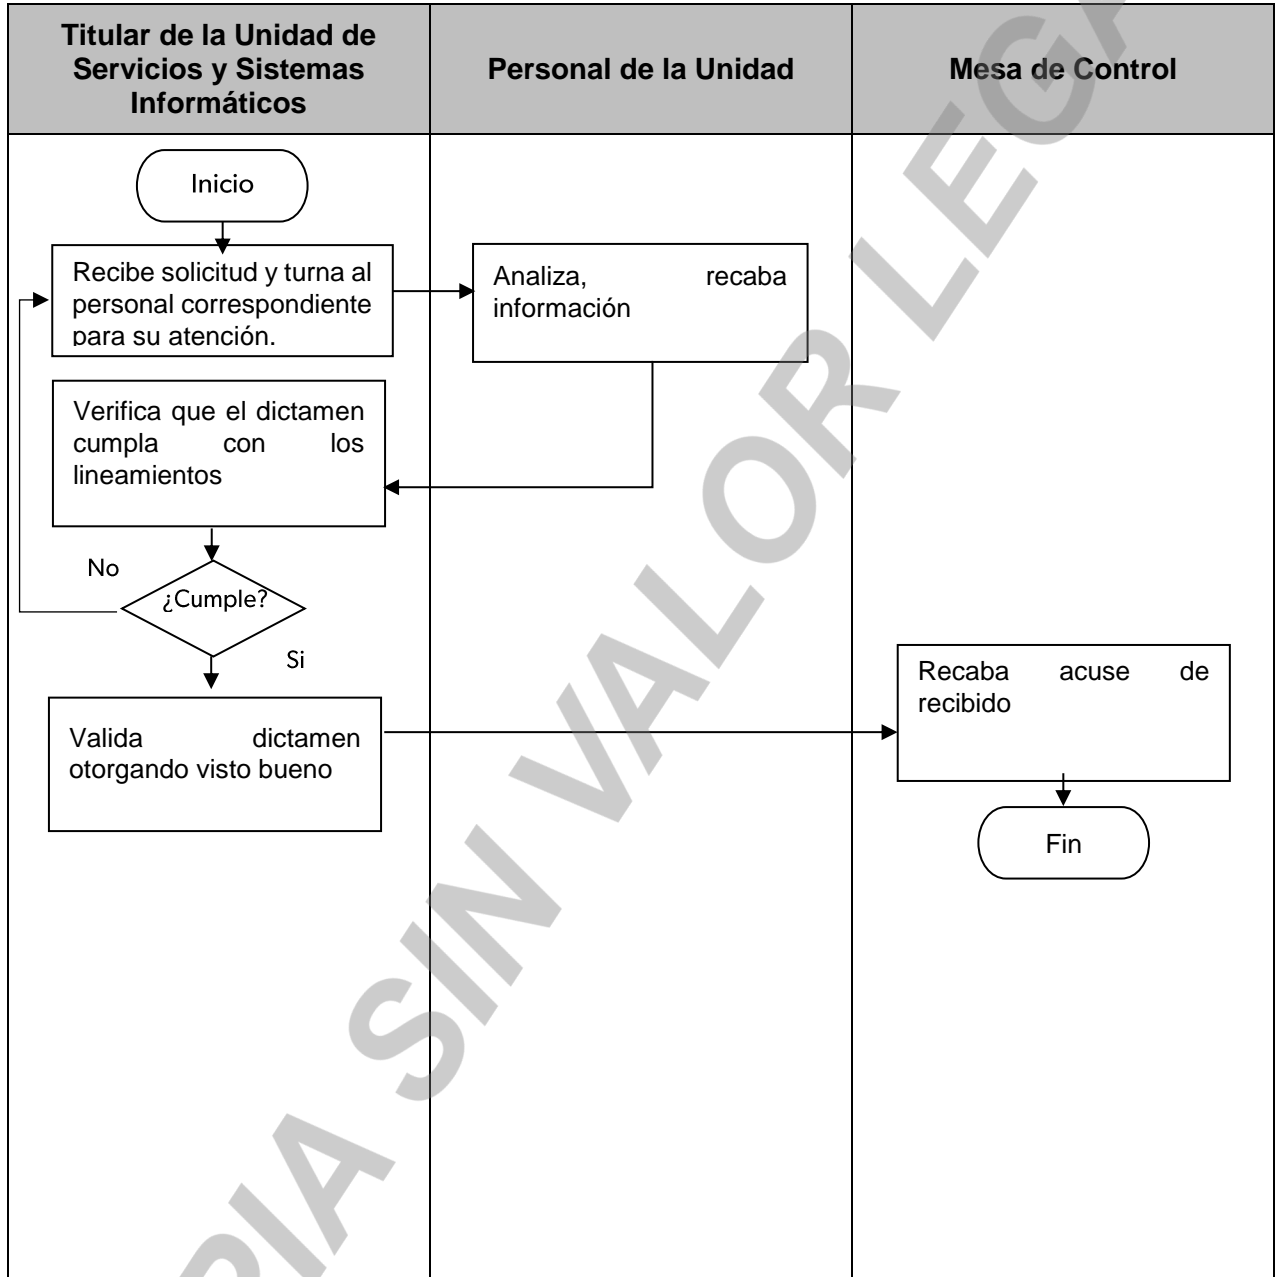 Titular de la Unidad de
Servicios y Sistemas
Informáticos
Personal de la Unidad
Mesa de Control
Inicio
Recibe solicitud y turna al
personal correspondiente
para su atención.
Analiza, recaba
información
Verifica que el dictamen
cumpla con los
lineamientos
No
¿Cumple?
Si
Valida dictamen
otorgando visto bueno
Recaba acuse de
recibido
Fin
RIA SIN VALOR LEGA